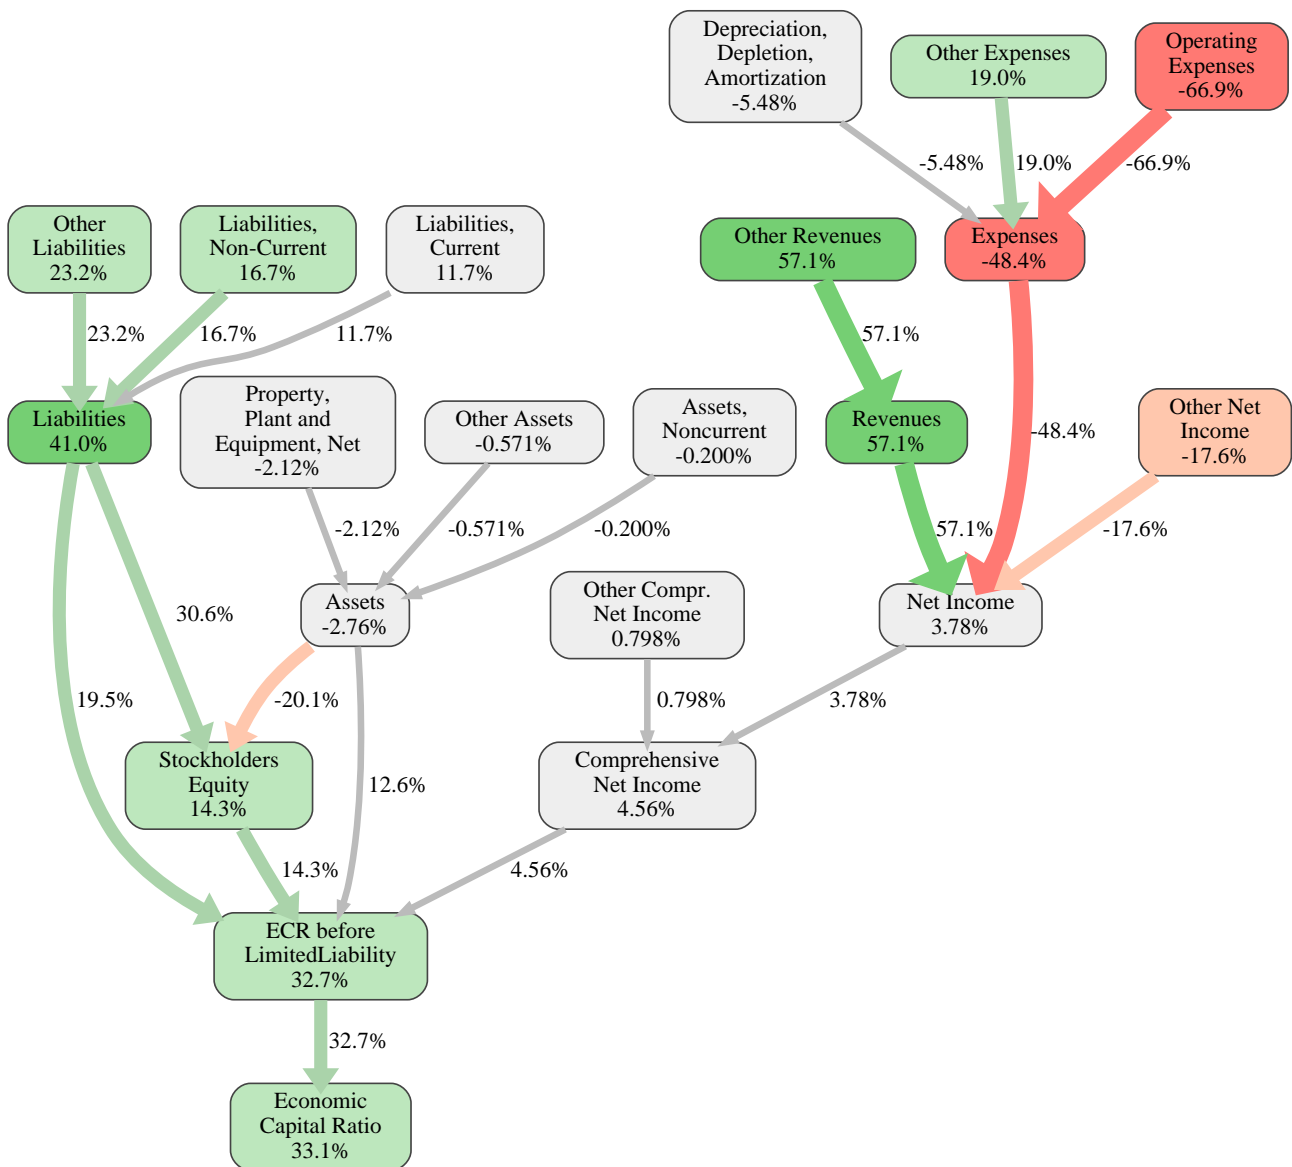 Depreciation,
Depletion,
Amortization
-5.48%
Other Expenses
19.0%
Operating
Expenses
-66.9%
-5.48%
19.0%
-66.9%
Other
Liabilities
23.2%
Liabilities,
Non-Current
16.7%
Liabilities,
Current
11.7%
Other Revenues
57.1%
Expenses
-48.4%
23.2%
16.7%
11.7%
57.1%
Liabilities
41.0%
Property,
Plant and
Equipment, Net
-2.12%
Other Assets
-0.571%
Assets,
Noncurrent
-0.200%
Revenues
57.1%
-48.4%
Other Net
Income
-17.6%
-2.12%
-0.571%
-0.200%
57.1%
-17.6%
30.6%
Assets
-2.76%
Other Compr.
Net Income
0.798%
Net Income
3.78%
19.5%
-20.1%
0.798%
3.78%
Stockholders
Equity
14.3%
12.6%
Comprehensive
Net Income
4.56%
14.3%
4.56%
ECR before
LimitedLiability
32.7%
32.7%
Economic
Capital Ratio
33.1%